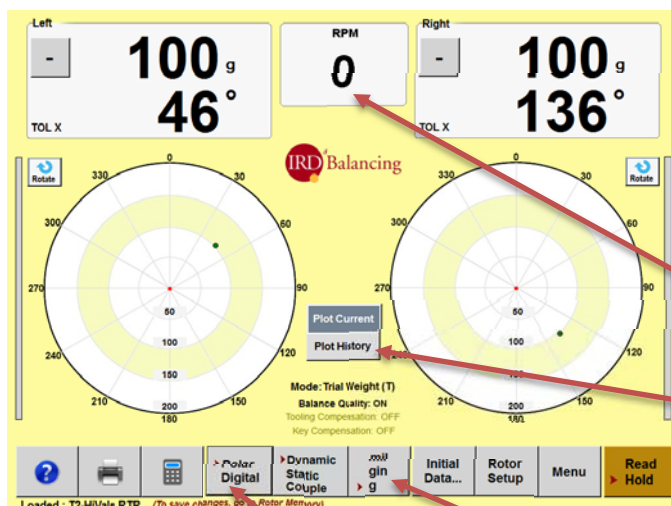 Left
-
100 g
46°
TOL X
RPM
0
Right
-
100 g
136°
TOL X
Rotate
0
30
60
90
120
150
180
210
240
270
300
330
50
100
150
200
IRD Balancing
Plot Current
Plot History
Rotate
0
30
60
90
120
150
180
210
270
300
330
50
100
150
200
Mode: Trial Weight (T)
Balance Quality: ON
Tooling Compensation: OFF
Key Compensation: OFF
?
Polar
Digital
Dynamic
Static
Couple
mil
g in
g
Initial
Data...
Rotor
Setup
Menu
Read
Hold
Loaded : T2-HiVals.RTR (To save changes, go to Rotor Memory)